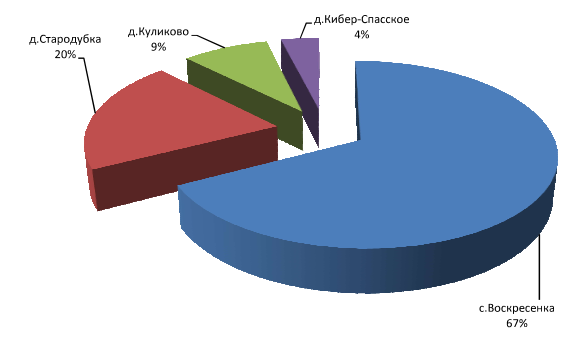 д.Кибер-Спасское
4%
д.Куликово
9%
д.Стародубка
20%
с.Воскресенка
67%